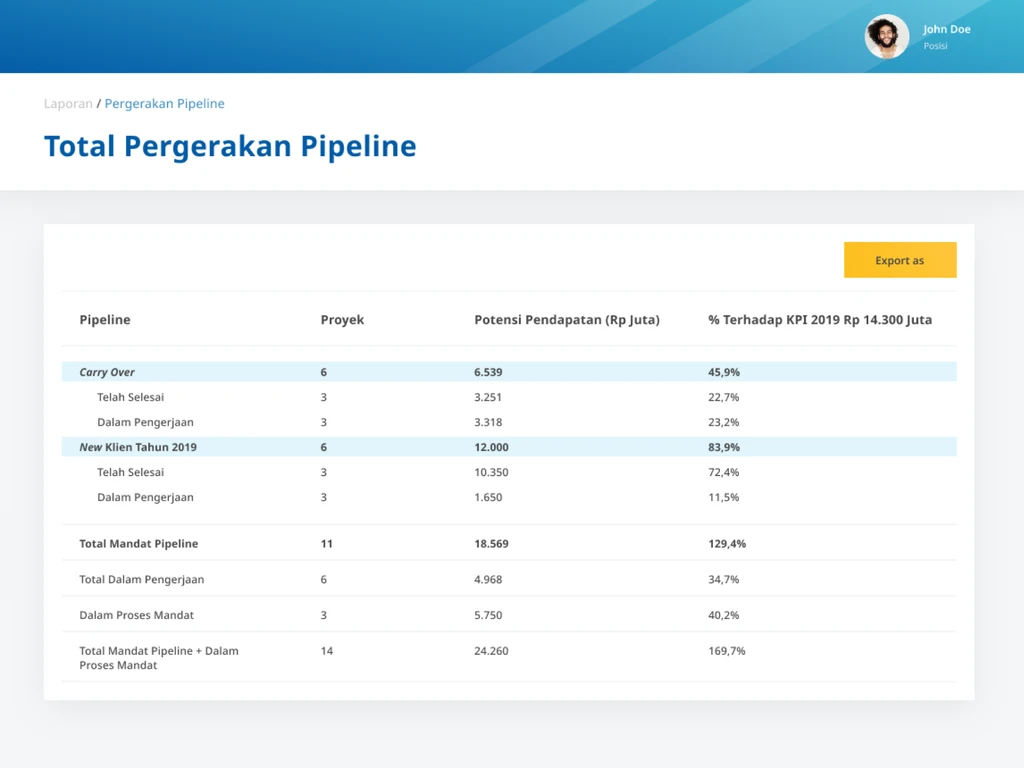 John Doe
Posisi
Laporan / Pergerakan Pipeline
Total Pergerakan Pipeline
Export as
Pipeline Proyek Potensi Pendapatan (Rp Juta) % Terhadap KPI 2019 Rp 14.300 Juta
Carry Over 6 6.539 45,9%
Telah Selesai 3 3.251 22,7%
Dalam Pengerjaan 3 3.318 23,2%
New Klien Tahun 2019 6 12.000 83,9%
Telah Selesai 3 10.350 72,4%
Dalam Pengerjaan 3 1.650 11,5%
Total Mandat Pipeline 11 18.569 129,4%
Total Dalam Pengerjaan 6 4.968 34,7%
Dalam Proses Mandat 3 5.750 40,2%
Total Mandat Pipeline + Dalam 14 24.260 169,7%
Proses Mandat